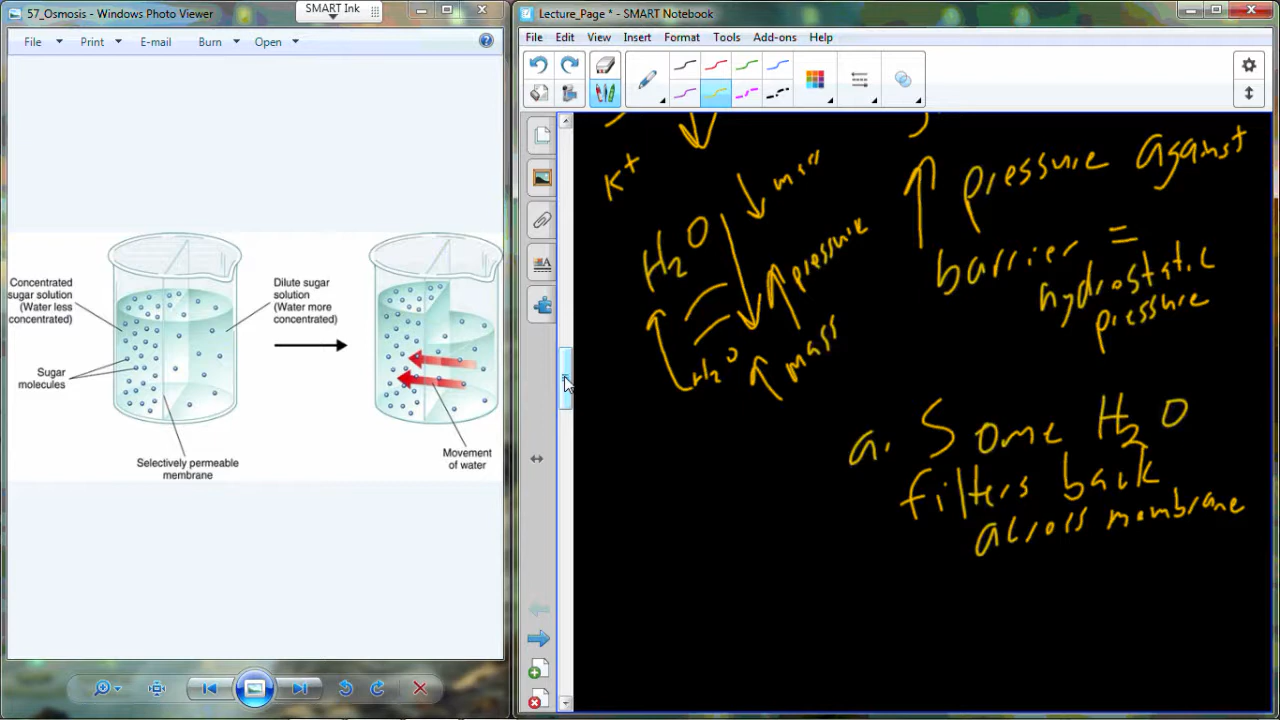 57_Osmosis - Windows Photo Viewer
SMART Ink
File Print E-mail Burn Open
Concentrated
sugar solution
(Water less
concentrated)
Dilute sugar
solution
(Water more
concentrated)
Sugar
molecules
Selectively permeable
membrane
Movement
of water
Lecture_Page * - SMART Notebook
File Edit View Insert Format Tools Add-ons Help
K+
↓ mass
H2O
↑ pressure
H2O
↑ mass
↑ pressure against
barrier =
hydrostatic
pressure
a. Some H2O
filters back
across membrane